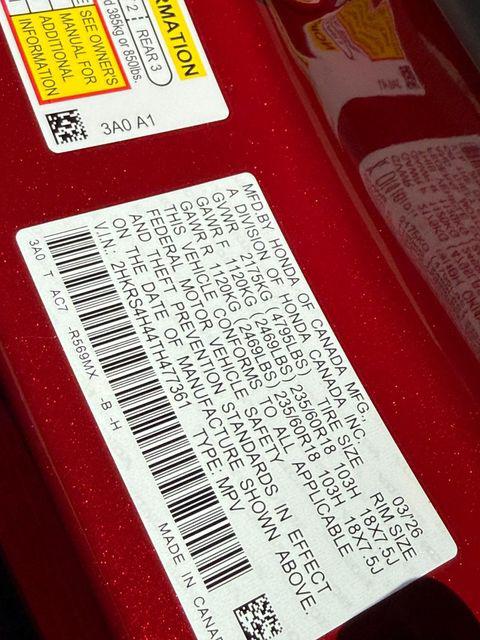 RMATION
2 REAR 3
d 385kg or 850lbs.
SEE OWNER'S
MANUAL FOR
ADDITIONAL
INFORMATION
3A0 A1
MFD BY HONDA OF CANADA MFG., 03/26
A DIVISION OF HONDA CANADA INC.
TIRE SIZE RIM SIZE
GVWR 2175KG (4795LBS)
GAWR F 1120KG (2469LBS) 235/60R18 103H 18X7.5J
GAWR R 1120KG (2469LBS) 235/60R18 103H 18X7.5J
THIS VEHICLE CONFORMS TO ALL APPLICABLE
FEDERAL MOTOR VEHICLE SAFETY
AND THEFT PREVENTION STANDARDS IN EFFECT
ON THE DATE OF MANUFACTURE SHOWN ABOVE.
V.I.N. 2HKRS4H44TH477361 TYPE: MPV
3A0 T AC7 R569MX -B-H MADE IN CANA